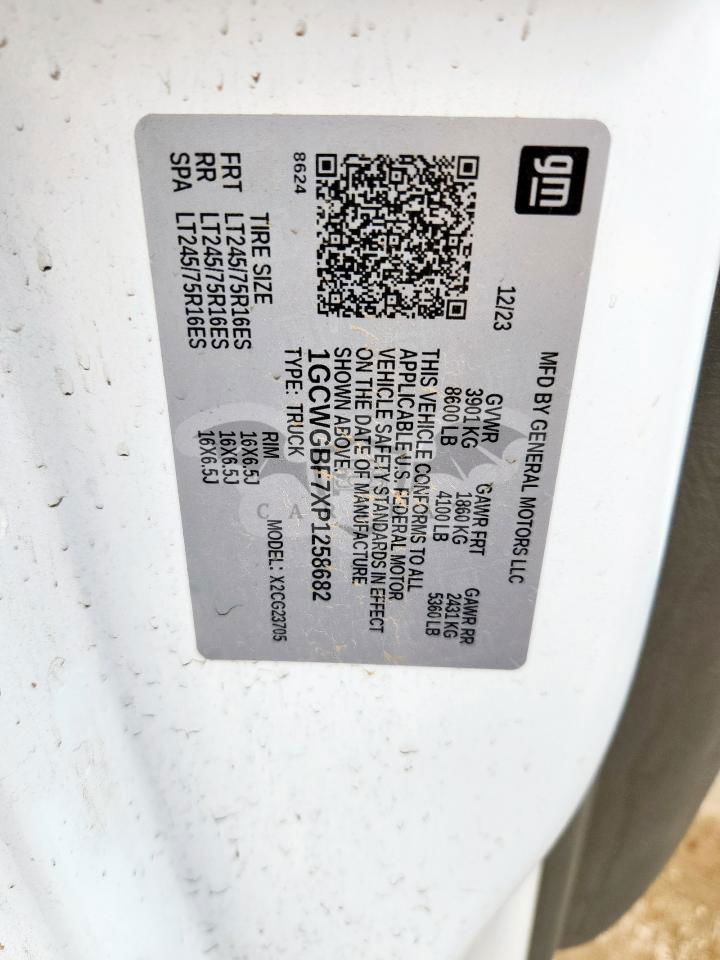 gm
MFD BY GENERAL MOTORS LLC
12/23
GVWR GAWR FRT GAWR RR
3901 KG 1860 KG 2431 KG
8600 LB 4100 LB 5360 LB
THIS VEHICLE CONFORMS TO ALL
APPLICABLE U.S. FEDERAL MOTOR
VEHICLE SAFETY STANDARDS IN EFFECT
ON THE DATE OF MANUFACTURE
SHOWN ABOVE.
1GCWGBF7XP1258682
TYPE: TRUCK MODEL: X2CG23705
8624
TIRE SIZE RIM
FRT LT245/75R16ES 16X6.5J
RR LT245/75R16ES 16X6.5J
SPA LT245/75R16ES 16X6.5J